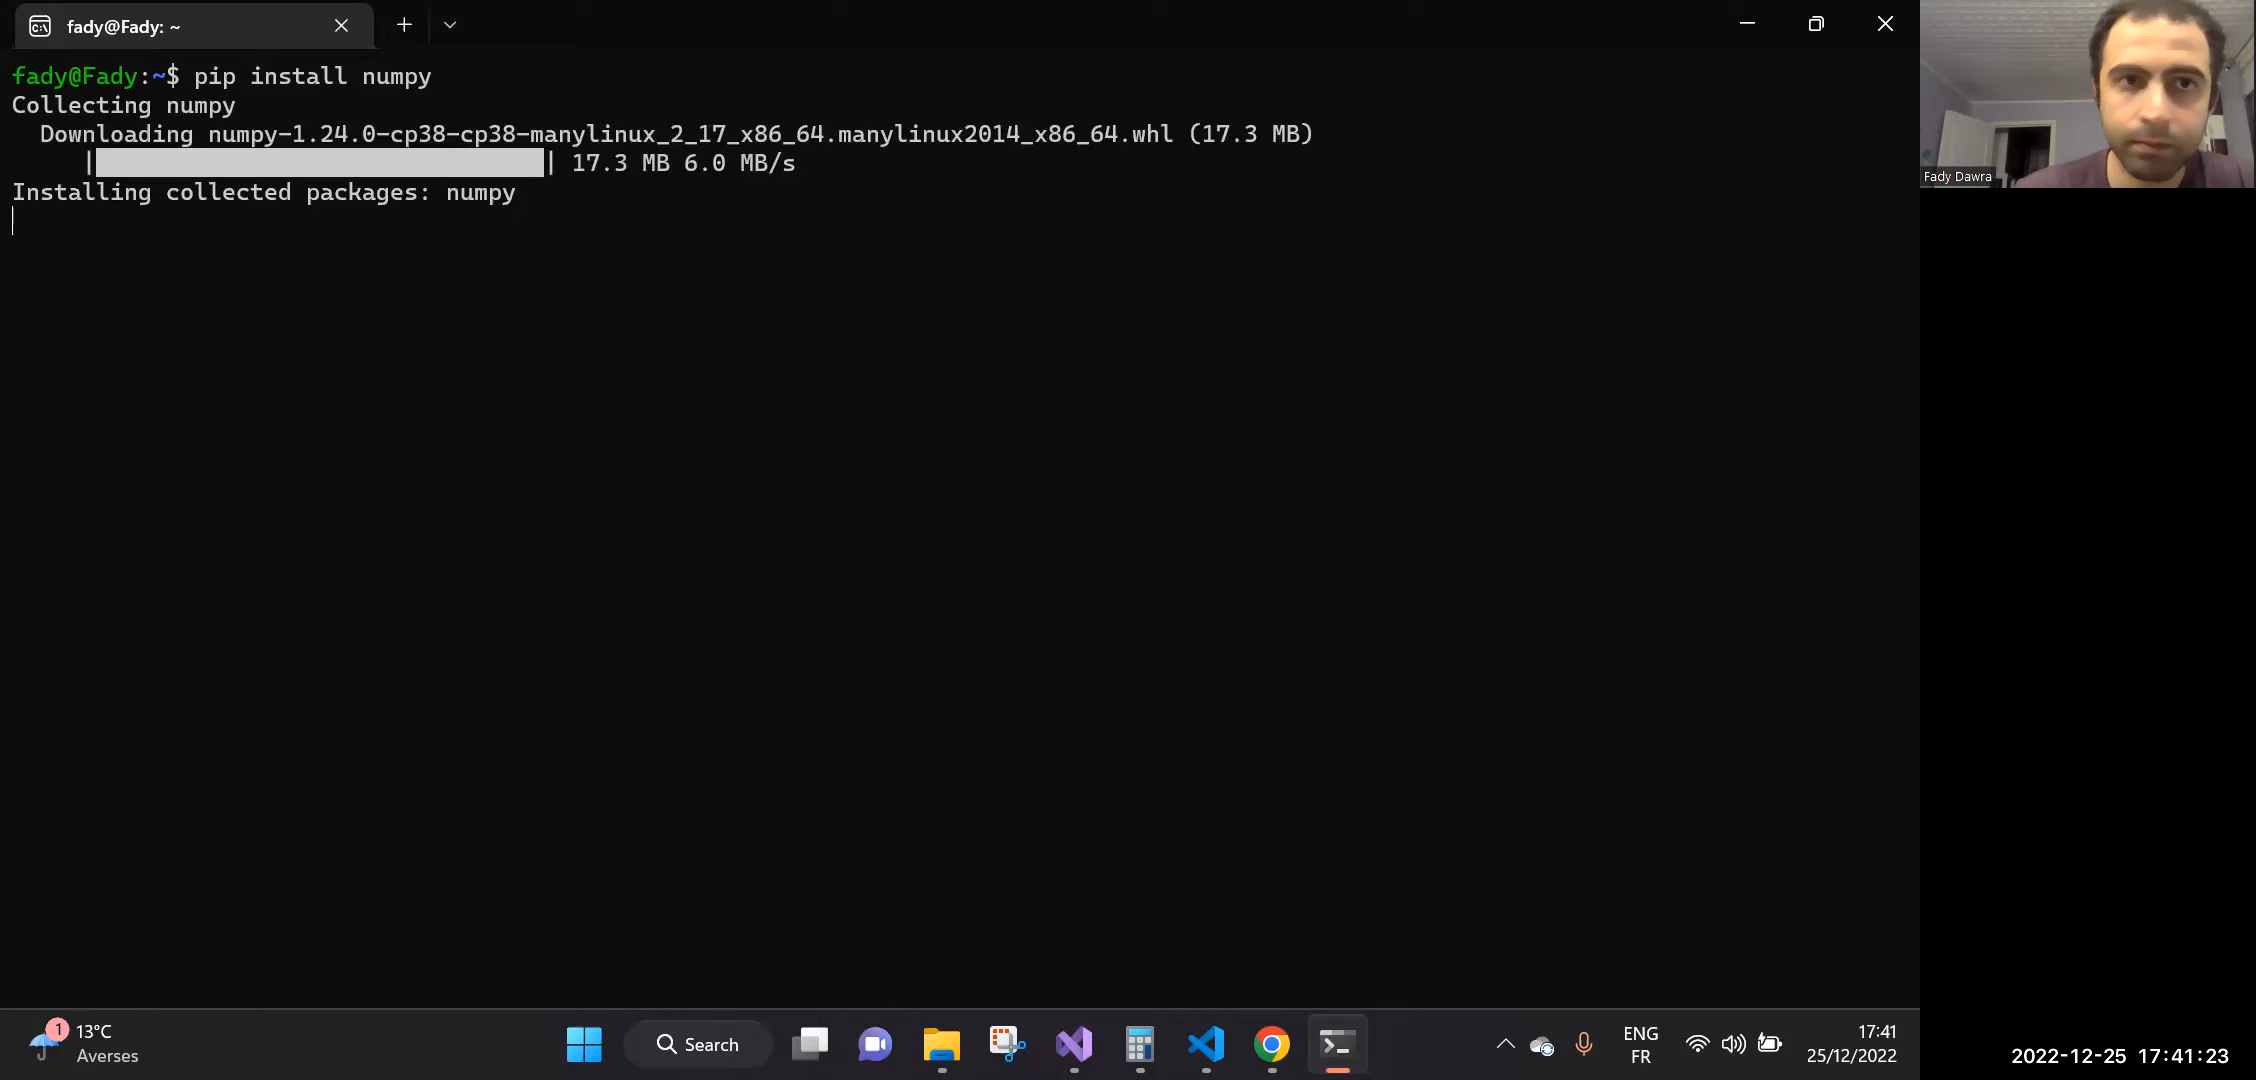 fady@Fady: ~
fady@Fady:~$ pip install numpy
Collecting numpy
Downloading numpy-1.24.0-cp38-cp38-manylinux_2_17_x86_64.manylinux2014_x86_64.whl (17.3 MB)
| | 17.3 MB 6.0 MB/s
Installing collected packages: numpy
Fady Dawra
1
13°C
Averses
Search
ENG
FR
17:41
25/12/2022
2022-12-25 17:41:23